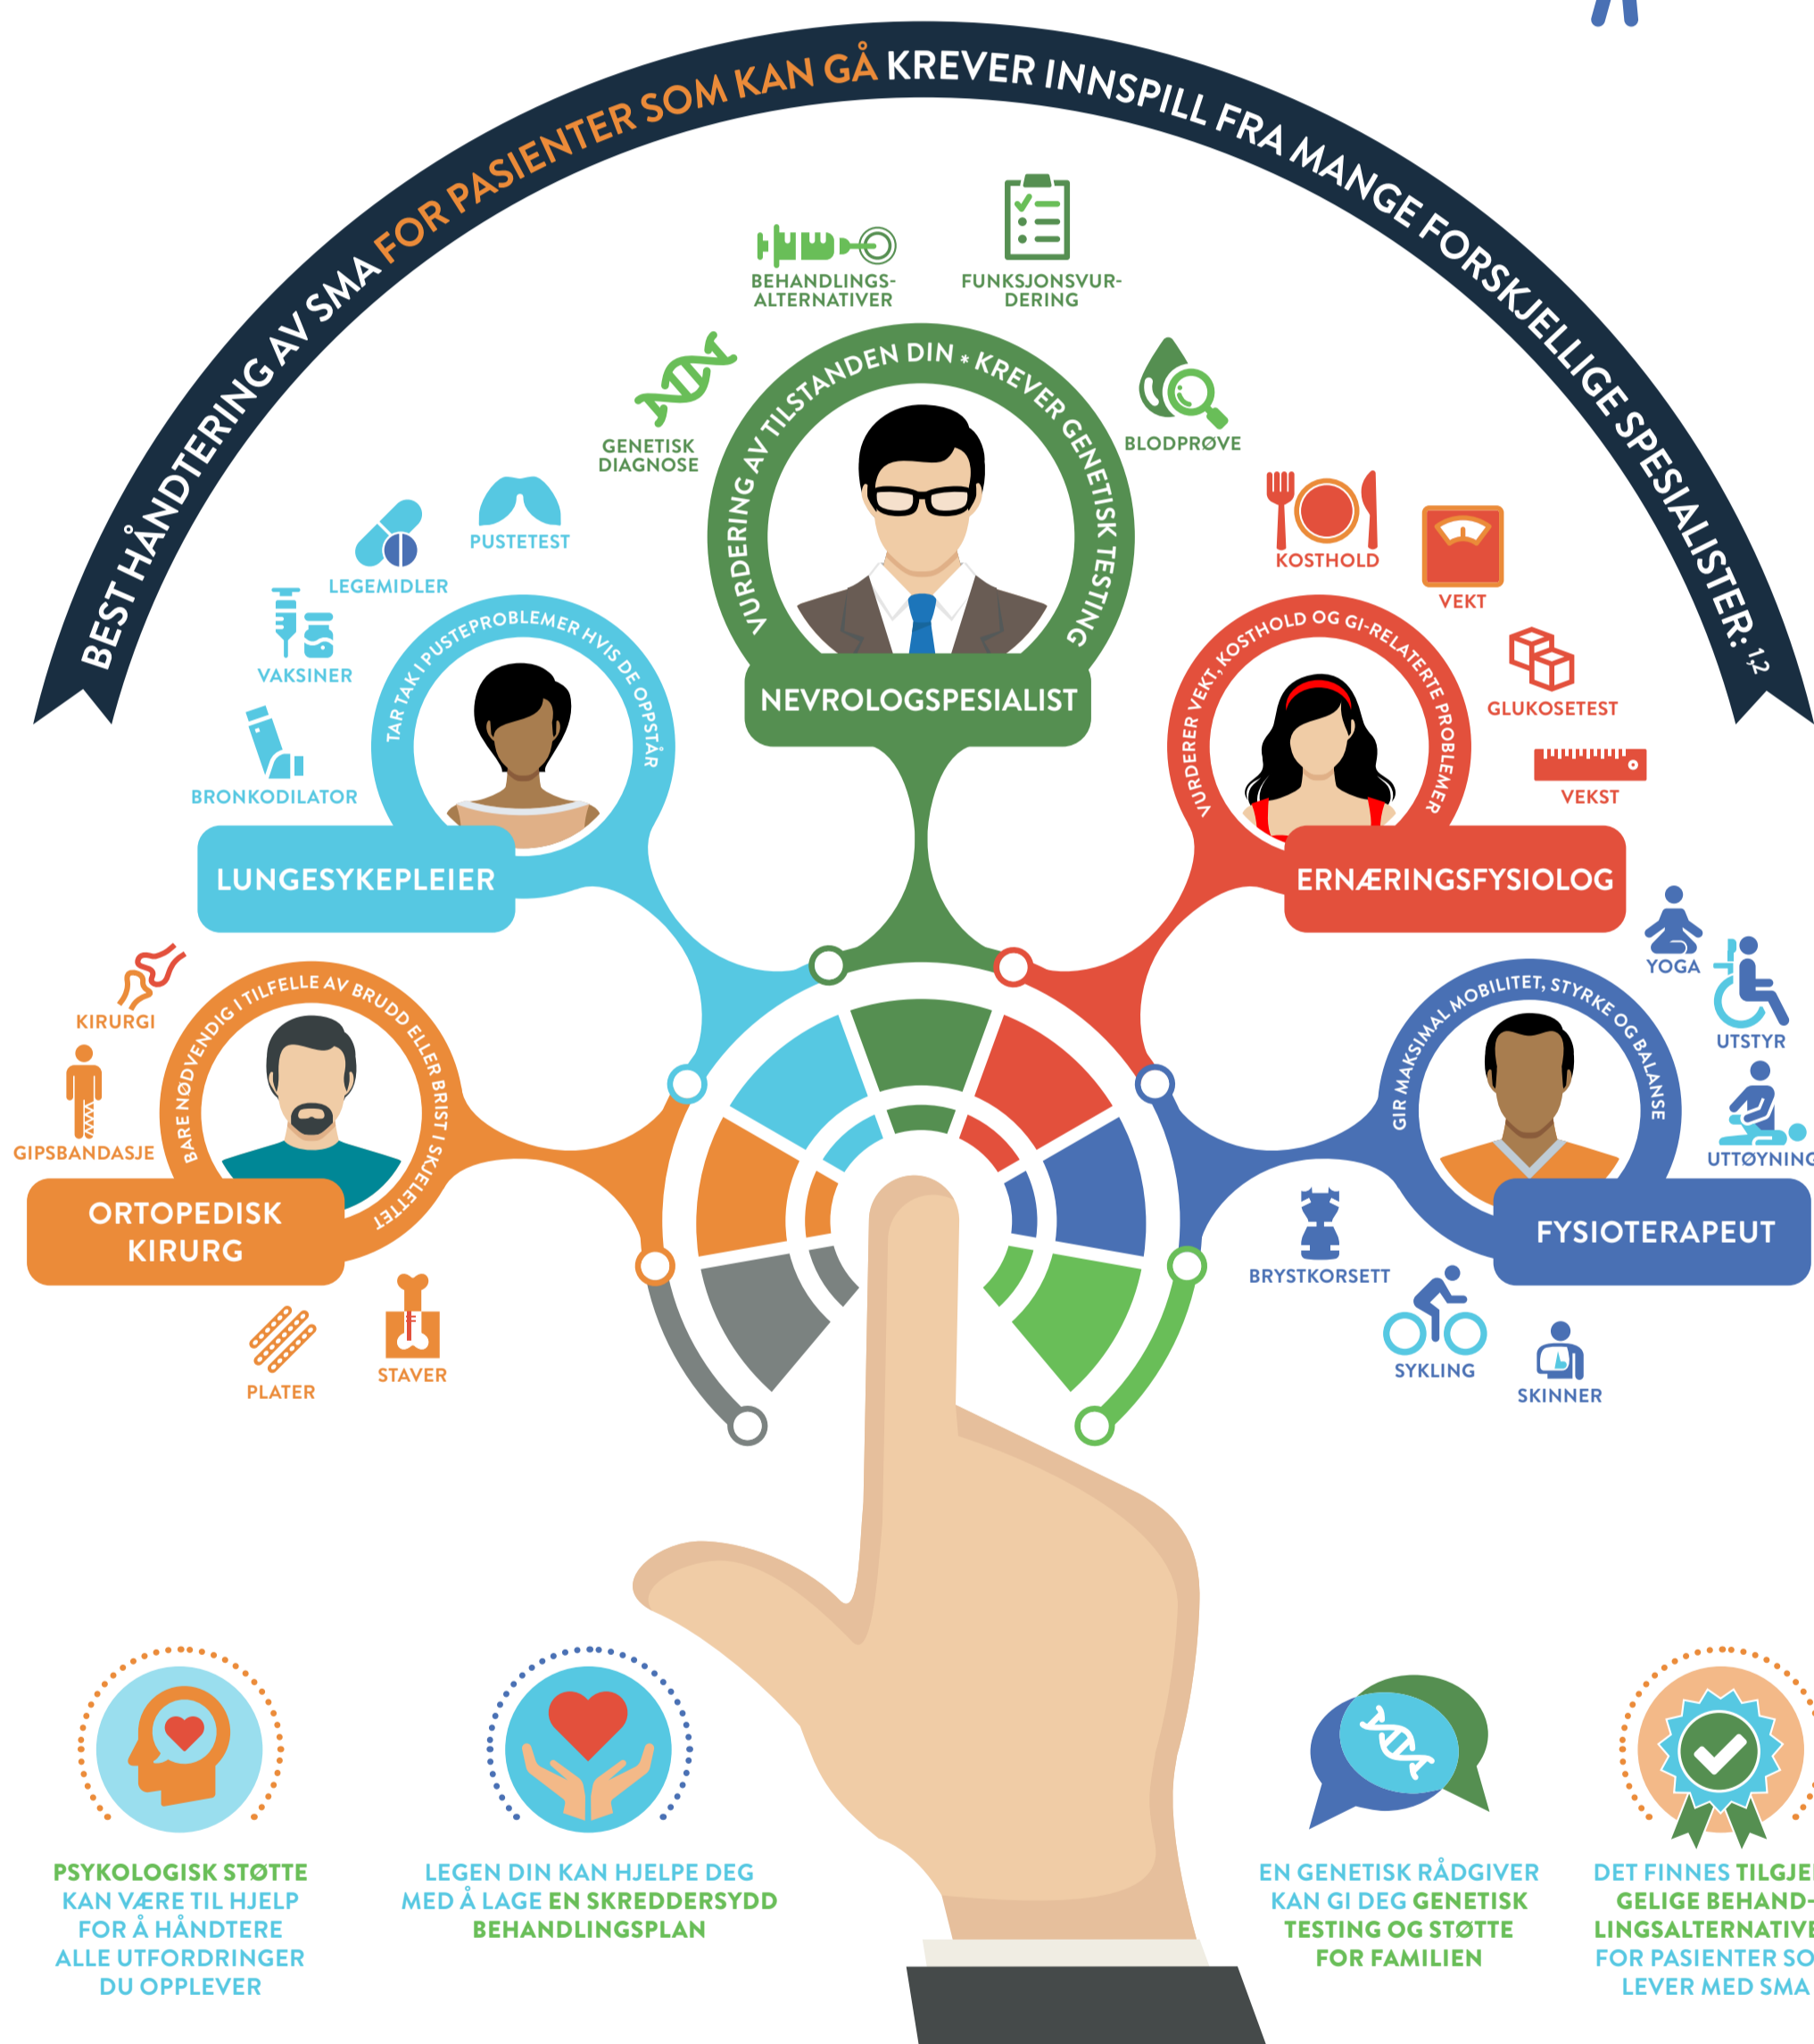 BEST HÅNDTERING AV SMA FOR PASIENTER SOM KAN GÅ KREVER INNSPILL FRA MANGE FORSKJELLIGE SPESIALISTER: 1,2
BEHANDLINGS-
ALTERNATIVER
FUNKSJONSVUR-
DERING
GENETISK
DIAGNOSE
BLODPRØVE
VURDERING AV TILSTANDEN DIN * KREVER GENETISK TESTING
NEVROLOGSPESIALIST
PUSTETEST
LEGEMIDLER
VAKSINER
BRONKODILATOR
TAR TAK I PUSTEPROBLEMER HVIS DE OPPSTÅR
LUNGESYKEPLEIER
KOSTHOLD
VEKT
GLUKOSETEST
VEKST
VURDERER VEKT, KOSTHOLD OG GI-RELATERTE PROBLEMER
ERNÆRINGSFYSIOLOG
KIRURGI
GIPSBANDASJE
BARE NØDVENDIG I TILFELLE AV BRUDD ELLER BRIST I SKJELETTET
ORTOPEDISK
KIRURG
PLATER
STAVER
YOGA
UTSTYR
UTTØYNING
GIR MAKSIMAL MOBILITET, STYRKE OG BALANSE
FYSIOTERAPEUT
BRYSTKORSETT
SYKLING
SKINNER
PSYKOLOGISK STØTTE
KAN VÆRE TIL HJELP
FOR Å HÅNDTERE
ALLE UTFORDRINGER
DU OPPLEVER
LEGEN DIN KAN HJELPE DEG
MED Å LAGE EN SKREDDERSYDD
BEHANDLINGSPLAN
EN GENETISK RÅDGIVER
KAN GI DEG GENETISK
TESTING OG STØTTE
FOR FAMILIEN
DET FINNES TILGJE
GELIGE BEHAND-
LINGSALTERNATIVE
FOR PASIENTER SO
LEVER MED SMA